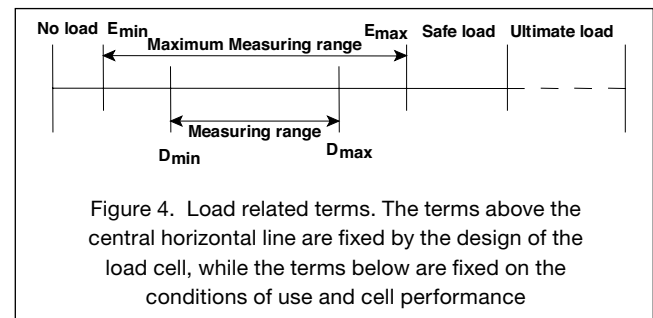 No load Emin Emax Safe load Ultimate load
Maximum Measuring range
Measuring range
Dmin Dmax
Figure 4. Load related terms. The terms above the
central horizontal line are fixed by the design of the
load cell, while the terms below are fixed on the
conditions of use and cell performance